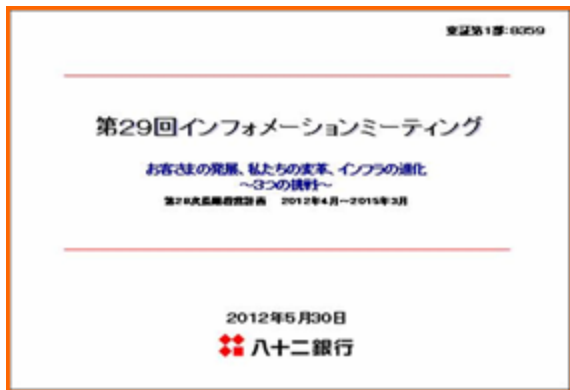 東証第1部:8359
第29回インフォメーションミーティング
お客さまの発展、私たちの変革、インフラの進化
～3つの挑戦～
第28次長期経営計画 2012年4月～2015年3月
2012年5月30日
八十二銀行